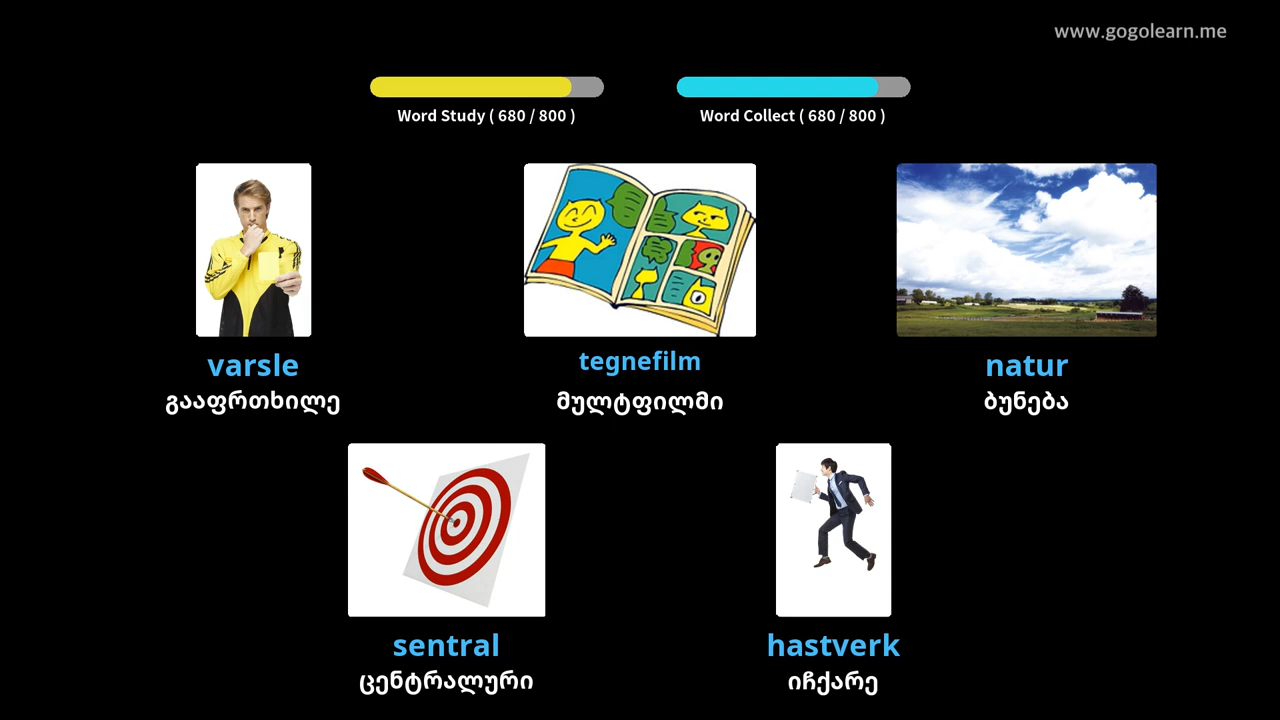 www.gogolearn.me
Word Study ( 680 / 800 )
Word Collect ( 680 / 800 )
varsle
გააფრთხილე
tegnefilm
მულტფილმი
natur
ბუნება
sentral
ცენტრალური
hastverk
იჩქარე